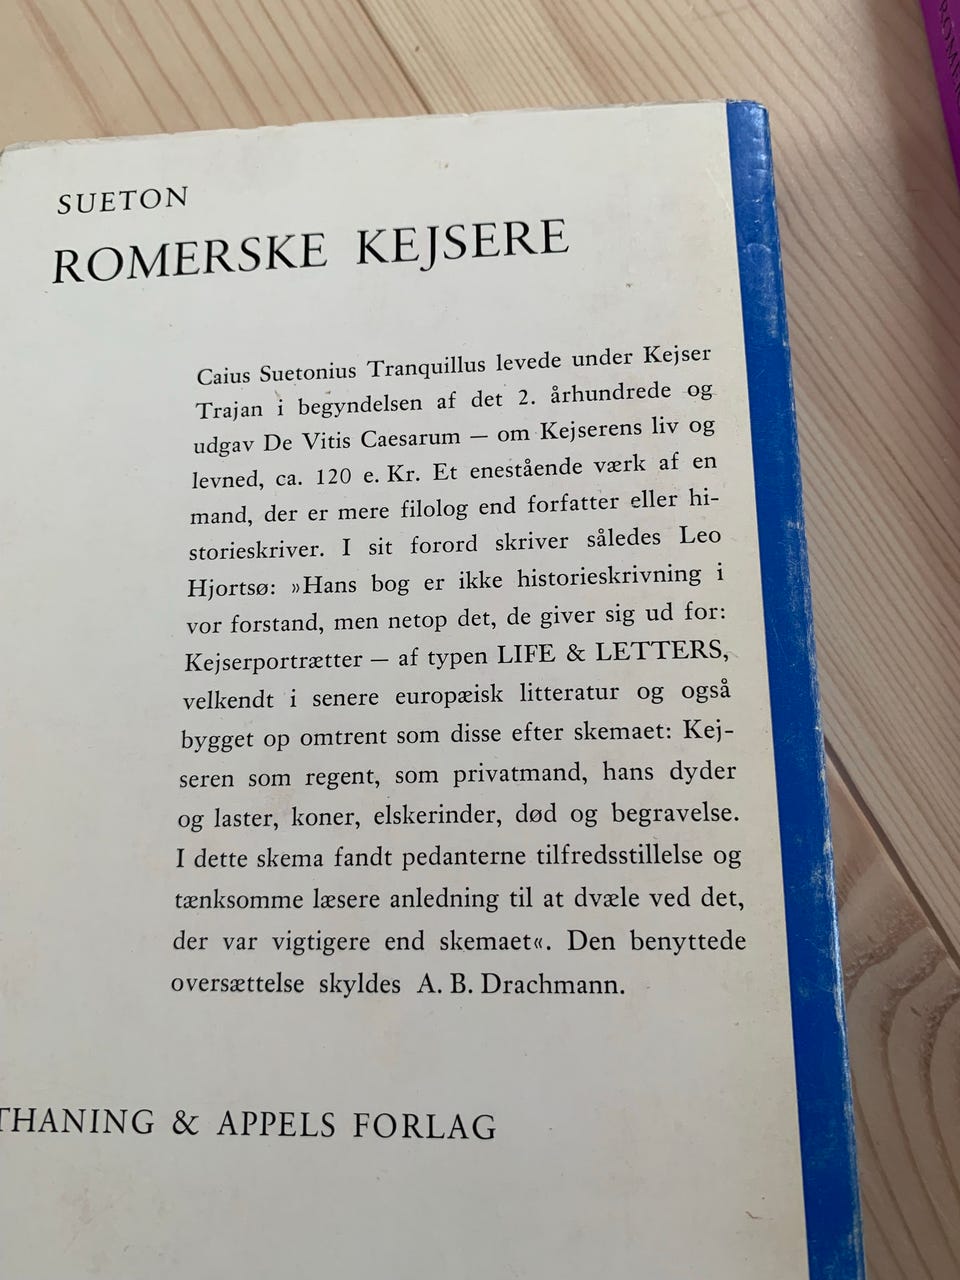 SUETON
ROMERSKE KEJSERE
Caius Suetonius Tranquillus levede under Kejser
Trajan i begyndelsen af det 2. århundrede og
udgav De Vitis Caesarum — om Kejserens liv og
levned, ca. 120 e. Kr. Et enestående værk af en
mand, der er mere filolog end forfatter eller hi-
storieskriver. I sit forord skriver således Leo
Hjortsø: »Hans bog er ikke historieskrivning i
vor forstand, men netop det, de giver sig ud for:
Kejserportrætter — af typen LIFE & LETTERS,
velkendt i senere europæisk litteratur og også
bygget op omtrent som disse efter skemaet: Kej-
seren som regent, som privatmand, hans dyder
og laster, koner, elskerinder, død og begravelse.
I dette skema fandt pedanterne tilfredsstillelse og
tænksomme læsere anledning til at dvæle ved det,
der var vigtigere end skemaet«. Den benyttede
oversættelse skyldes A. B. Drachmann.
THANING & APPELS FORLAG